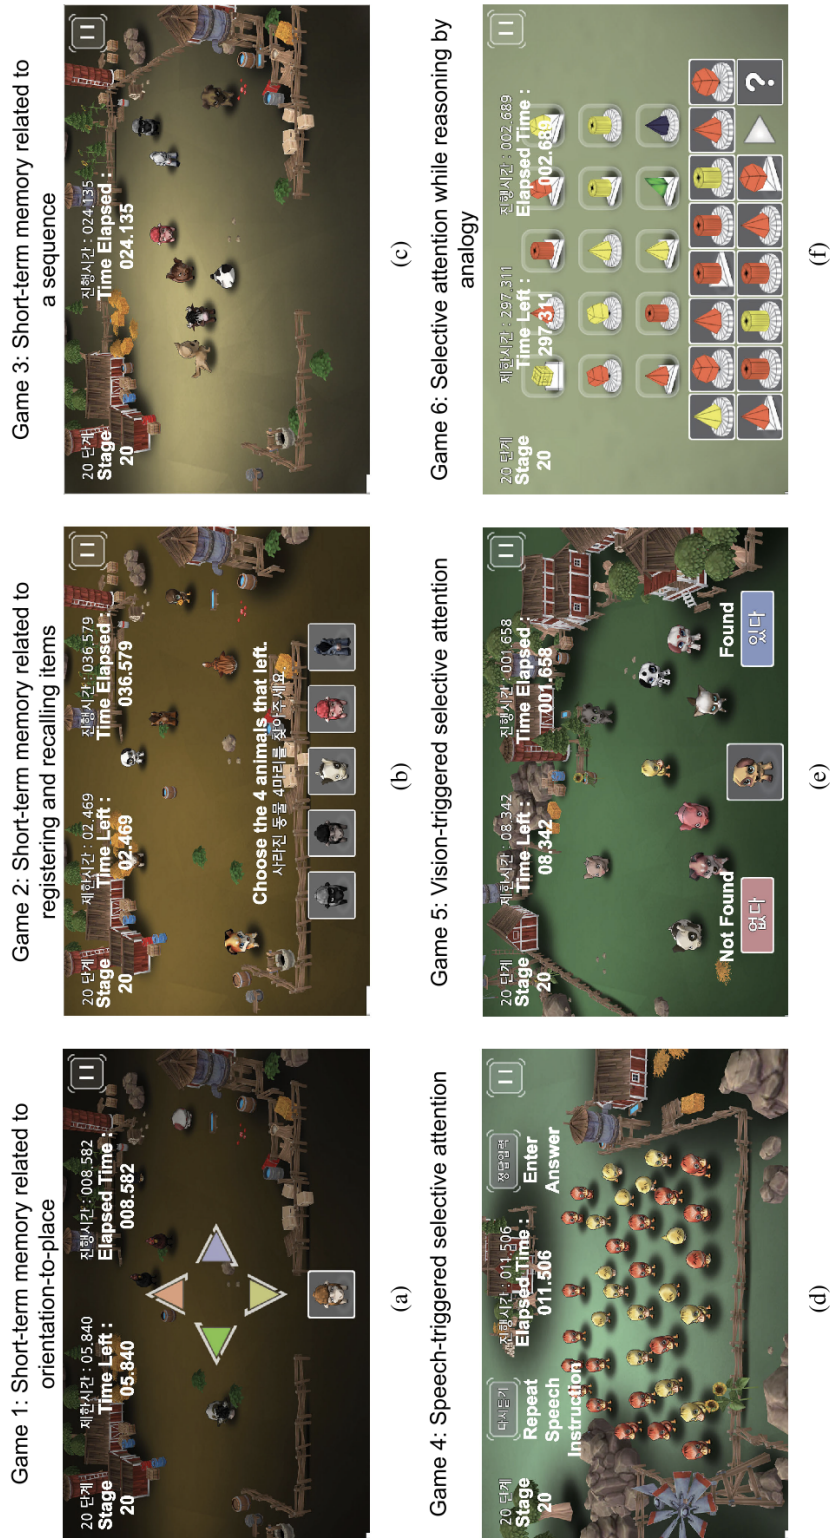 Game 1: Short-term memory related to
orientation-to-place
20 단계
Stage
20
제한시간 : 05.840
Time Left :
05.840
진행시간 : 008.582
Elapsed Time :
008.582
(a)
Game 2: Short-term memory related to
registering and recalling items
20 단계
Stage
20
제한시간 : 02.469
Time Left :
02.469
진행시간 : 036.579
Time Elapsed :
036.579
Choose the 4 animals that left.
사라진 동물 4마리를 찾아주세요
(b)
Game 3: Short-term memory related to
a sequence
20 단계
Stage
20
진행시간 : 024.135
Time Elapsed :
024.135
(c)
Game 4: Speech-triggered selective attention
20 단계
Stage
20
다시듣기
Repeat
Speech
Instruction
진행시간 : 011.506
Elapsed Time :
011.506
정답입력
Enter
Answer
(d)
Game 5: Vision-triggered selective attention
20 단계
Stage
20
제한시간 : 08.342
Time Left :
08.342
진행시간 : 001.658
Time Elapsed :
001.658
Not Found
없다
Found
있다
(e)
Game 6: Selective attention while reasoning by
analogy
20 단계
Stage
20
제한시간 : 297.311
Time Left :
297.311
진행시간 : 002.689
Elapsed Time :
002.689
?
(f)